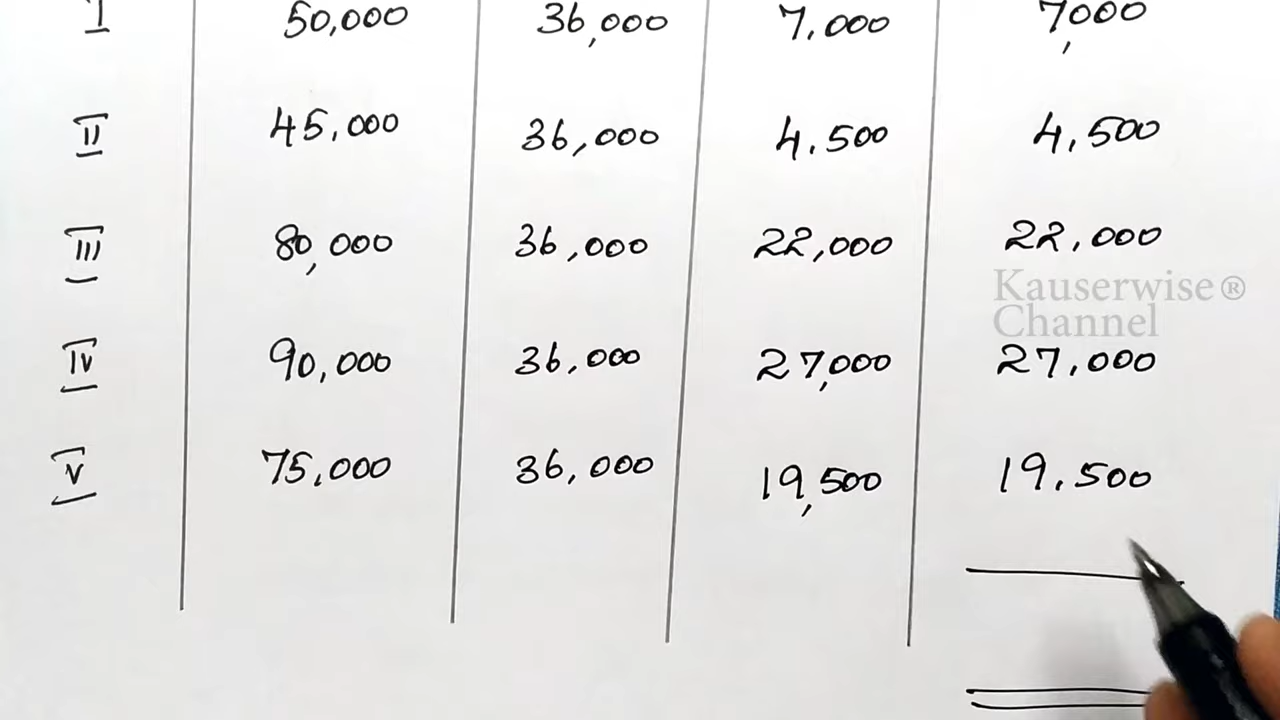 I 50,000 36,000 7,000 7,000
II 45,000 36,000 4,500 4,500
III 80,000 36,000 22,000 22,000
Kauserwise®
Channel
IV 90,000 36,000 27,000 27,000
V 75,000 36,000 19,500 19,500